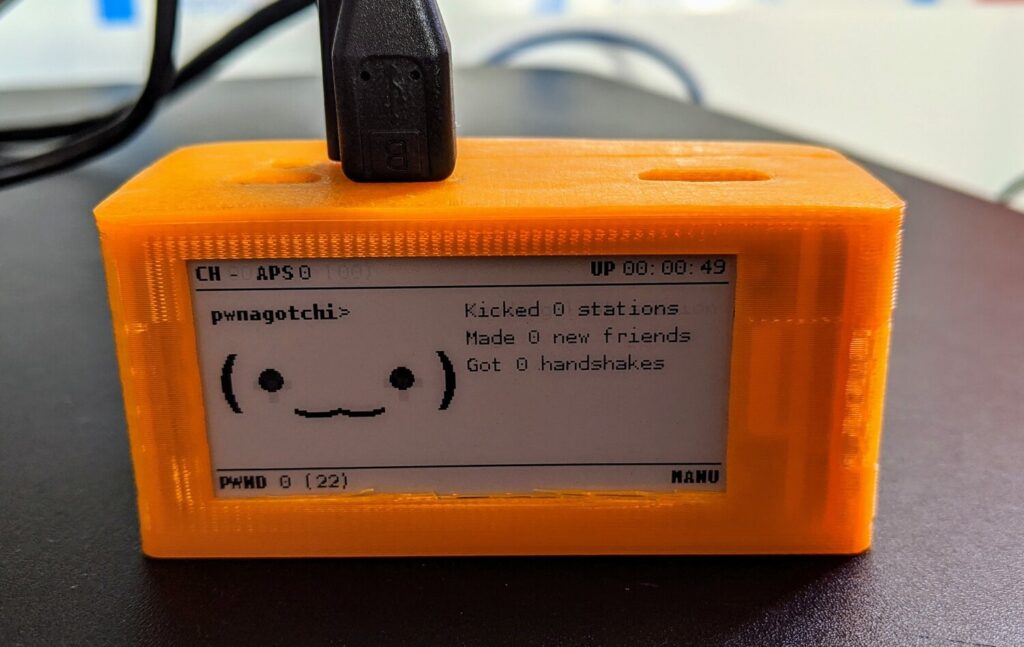 CH - APS 0 (00) UP 00:00:49
pwnagotchi>
Kicked 0 stations
Made 0 new friends
Got 0 handshakes
PWND 0 (22) MANU
B